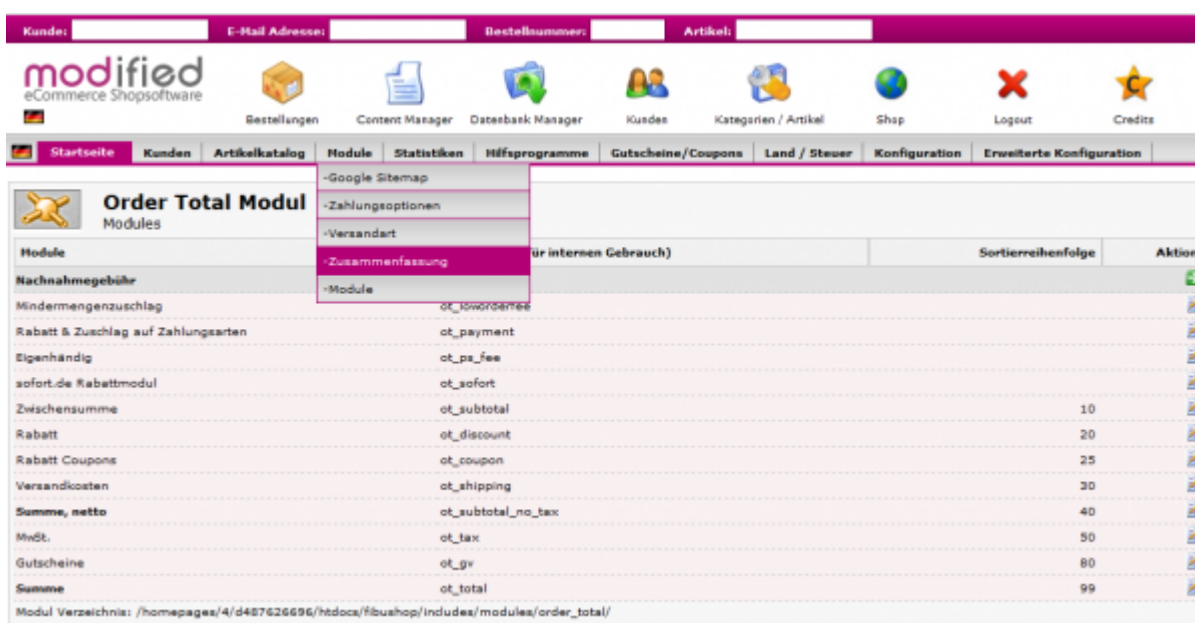 Kunde: E-Mail Adresse: Bestellnummer: Artikel:
modified
eCommerce Shopsoftware
Bestellungen Content Manager Datenbank Manager Kunden Kategorien / Artikel Shop Logout Credits
Startseite Kunden Artikelkatalog Module Statistiken Hilfsprogramme Gutscheine/Coupons Land / Steuer Konfiguration Erweiterte Konfiguration
-Google Sitemap
-Zahlungsoptionen
-Versandart
-Zusammenfassung
-Module
Order Total Modul
Modules
Module für internen Gebrauch) Sortierreihenfolge Aktion
Nachnahmegebühr
Mindermengenzuschlag ot_loworderfee
Rabatt & Zuschlag auf Zahlungsarten ot_payment
Eigenhändig ot_ps_fee
sofort.de Rabattmodul ot_sofort
Zwischensumme ot_subtotal 10
Rabatt ot_discount 20
Rabatt Coupons ot_coupon 25
Versandkosten ot_shipping 30
Summe, netto ot_subtotal_no_tax 40
MwSt. ot_tax 50
Gutscheine ot_gv 80
Summe ot_total 99
Modul Verzeichnis: /homepages/4/d487626696/htdocs/fibushop/includes/modules/order_total/